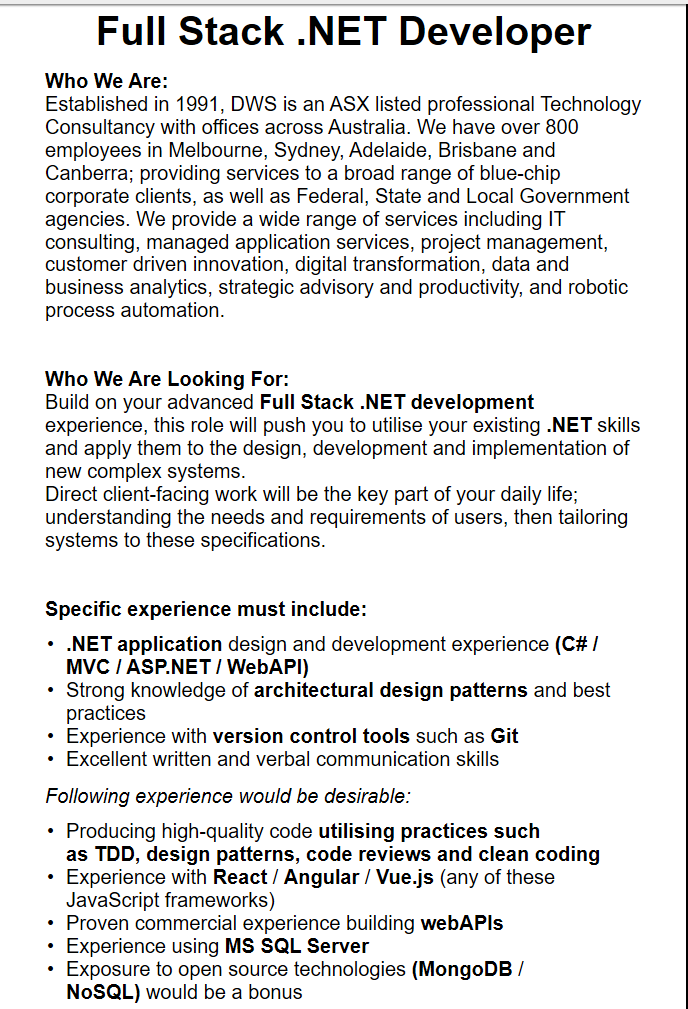 Full Stack .NET Developer
Who We Are:
Established in 1991, DWS is an ASX listed professional Technology
Consultancy with offices across Australia. We have over 800
employees in Melbourne, Sydney, Adelaide, Brisbane and
Canberra; providing services to a broad range of blue-chip
corporate clients, as well as Federal, State and Local Government
agencies. We provide a wide range of services including IT
consulting, managed application services, project management,
customer driven innovation, digital transformation, data and
business analytics, strategic advisory and productivity, and robotic
process automation.
Who We Are Looking For:
Build on your advanced Full Stack .NET development
experience, this role will push you to utilise your existing .NET skills
and apply them to the design, development and implementation of
new complex systems.
Direct client-facing work will be the key part of your daily life;
understanding the needs and requirements of users, then tailoring
systems to these specifications.
Specific experience must include:
• .NET application design and development experience (C# /
MVC / ASP.NET / WebAPI)
• Strong knowledge of architectural design patterns and best
practices
• Experience with version control tools such as Git
• Excellent written and verbal communication skills
Following experience would be desirable:
• Producing high-quality code utilising practices such
as TDD, design patterns, code reviews and clean coding
• Experience with React / Angular / Vue.js (any of these
JavaScript frameworks)
• Proven commercial experience building webAPIs
• Experience using MS SQL Server
• Exposure to open source technologies (MongoDB /
NoSQL) would be a bonus